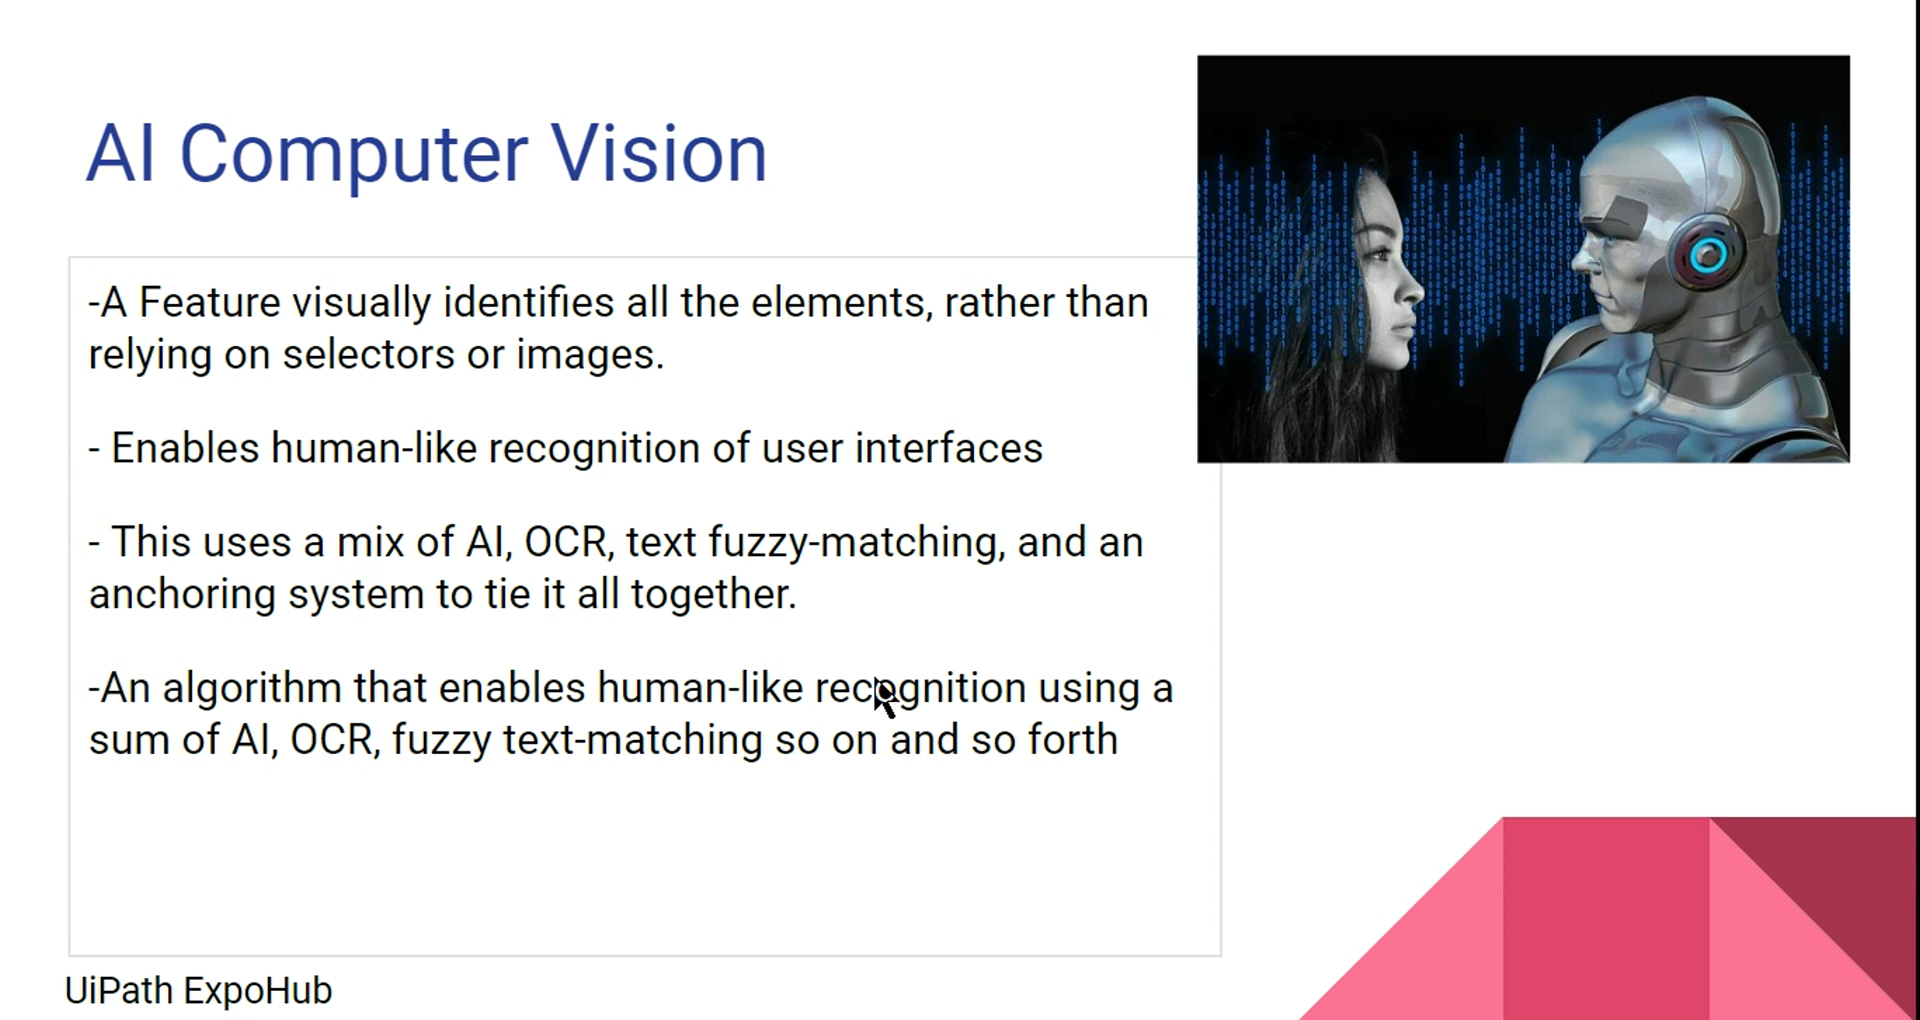 AI Computer Vision
-A Feature visually identifies all the elements, rather than
relying on selectors or images.
- Enables human-like recognition of user interfaces
- This uses a mix of AI, OCR, text fuzzy-matching, and an
anchoring system to tie it all together.
-An algorithm that enables human-like recognition using a
sum of AI, OCR, fuzzy text-matching so on and so forth
UiPath ExpoHub